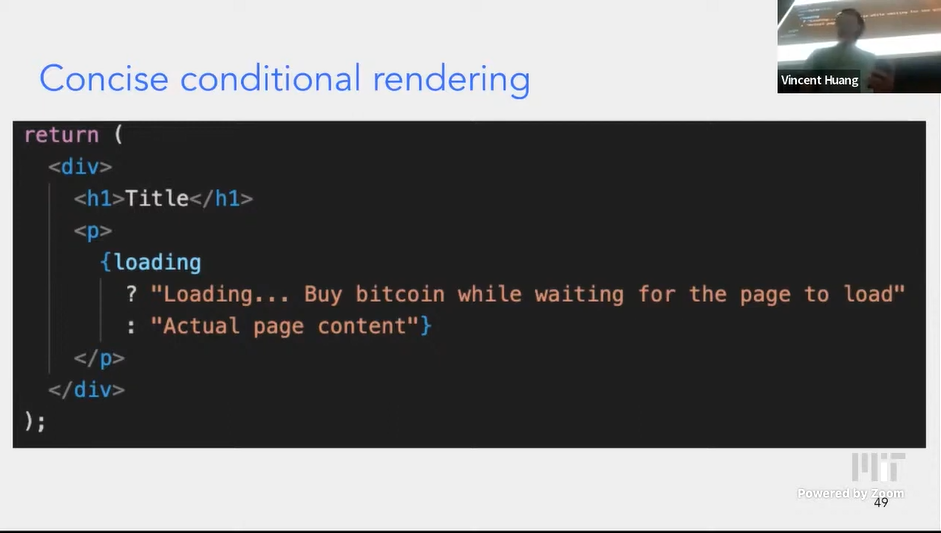 Concise conditional rendering
Vincent Huang
return (
  <div>
    <h1>Title</h1>
    <p>
      {loading
        ? "Loading... Buy bitcoin while waiting for the page to load"
        : "Actual page content"}
    </p>
  </div>
);
MIT
Powered by Zoom
49